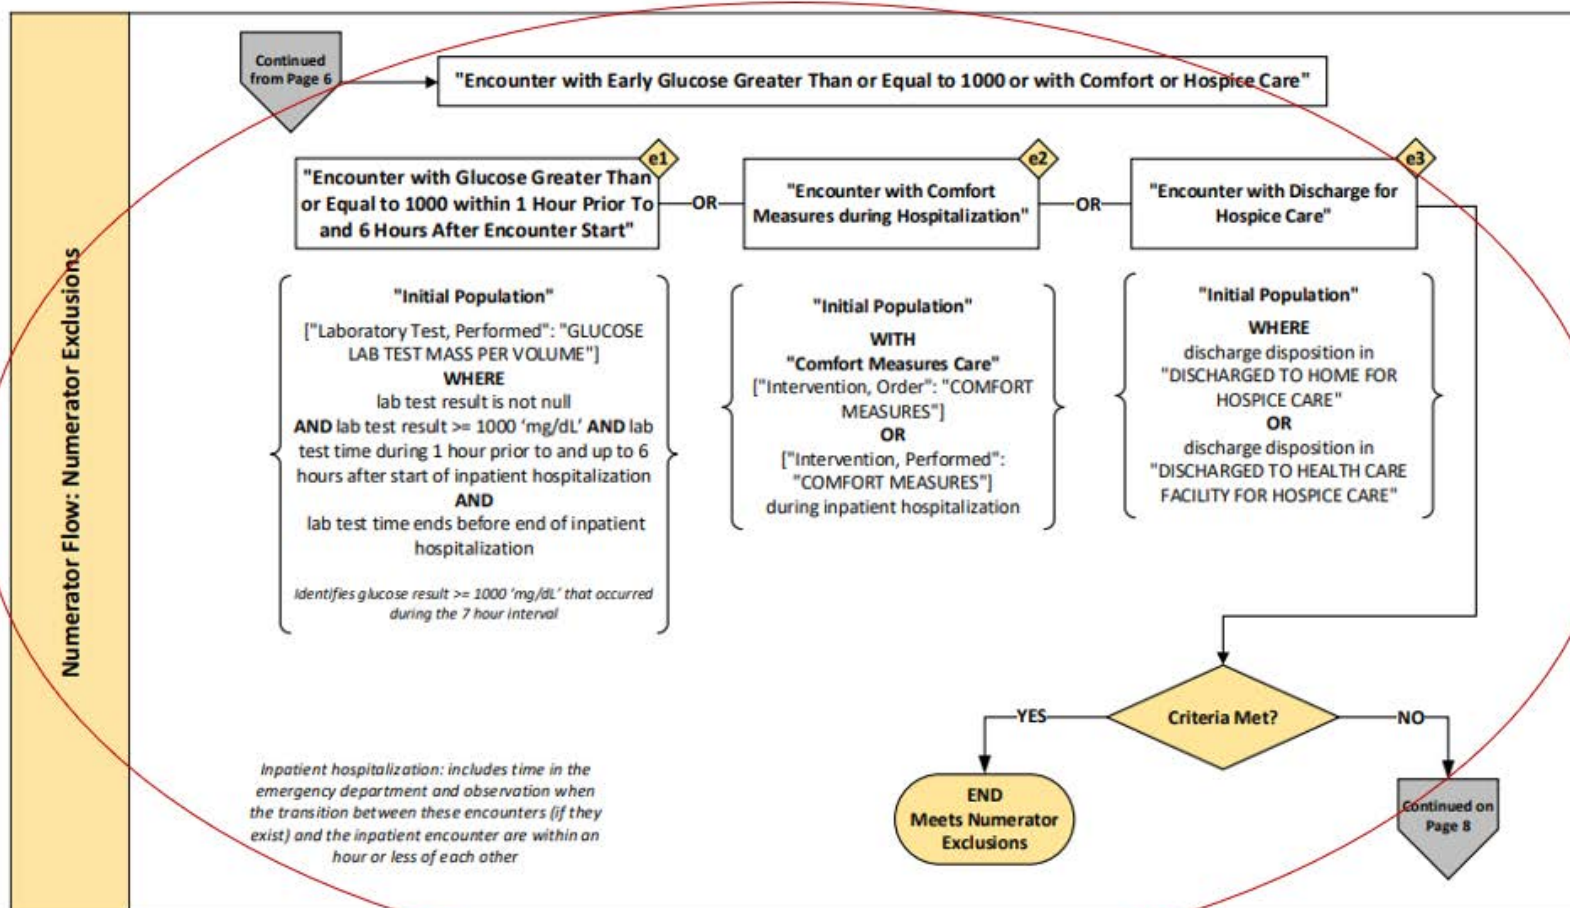 Numerator Flow: Numerator Exclusions
Continued
from Page 6
"Encounter with Early Glucose Greater Than or Equal to 1000 or with Comfort or Hospice Care"
e1
"Encounter with Glucose Greater Than
or Equal to 1000 within 1 Hour Prior To
and 6 Hours After Encounter Start"
OR
e2
"Encounter with Comfort
Measures during Hospitalization"
OR
e3
"Encounter with Discharge for
Hospice Care"
"Initial Population"
["Laboratory Test, Performed": "GLUCOSE
LAB TEST MASS PER VOLUME"]
WHERE
lab test result is not null
AND lab test result >= 1000 ‘mg/dL’ AND lab
test time during 1 hour prior to and up to 6
hours after start of inpatient hospitalization
AND
lab test time ends before end of inpatient
hospitalization
Identifies glucose result >= 1000 ‘mg/dL’ that occurred
during the 7 hour interval
"Initial Population"
WITH
"Comfort Measures Care"
["Intervention, Order": "COMFORT
MEASURES"]
OR
["Intervention, Performed":
"COMFORT MEASURES"]
during inpatient hospitalization
"Initial Population"
WHERE
discharge disposition in
"DISCHARGED TO HOME FOR
HOSPICE CARE"
OR
discharge disposition in
"DISCHARGED TO HEALTH CARE
FACILITY FOR HOSPICE CARE"
Criteria Met?
YES
NO
END
Meets Numerator
Exclusions
Continued on
Page 8
Inpatient hospitalization: includes time in the
emergency department and observation when
the transition between these encounters (if they
exist) and the inpatient encounter are within an
hour or less of each other